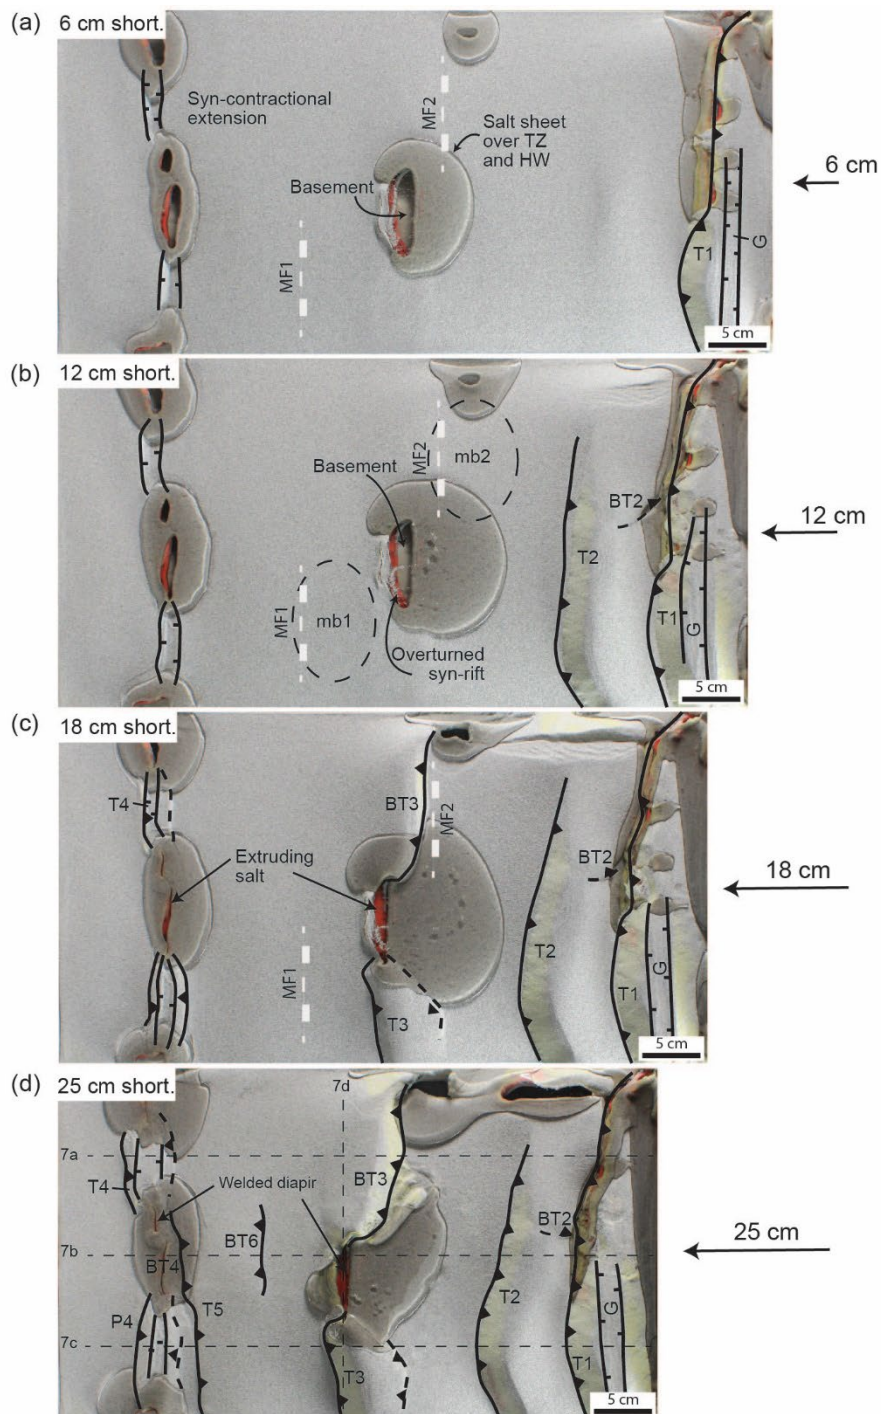 (a)
6 cm short.
Syn-contractional
extension
MF2
Salt sheet
over TZ
and HW
Basement
6 cm
MF1
T1
G
5 cm
(b)
12 cm short.
Basement
MF2
mb2
BT2
12 cm
T2
MF1
mb1
T1
G
Overturned
syn-rift
5 cm
(c)
18 cm short.
T4
BT3
MF2
Extruding
salt
BT2
18 cm
T2
G
MF1
T1
T3
5 cm
(d)
25 cm short.
7d
7a
T4
Welded diapir
BT3
BT2
BT6
7b
25 cm
BT4
T2
P4
T5
G
7c
T3
T1
5 cm